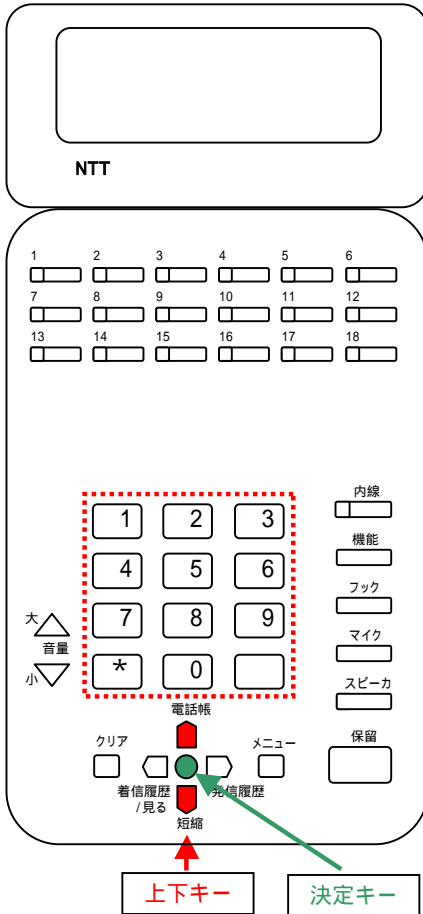 NTT
1 2 3 4 5 6
7 8 9 10 11 12
13 14 15 16 17 18
内線
1 2 3
機能
4 5 6
フック
7 8 9
大
音量
小
マイク
* 0
スピーカ
電話帳
クリア
メニュー
保留
着信履歴
/見る
発信履歴
短縮
上下キー
決定キー